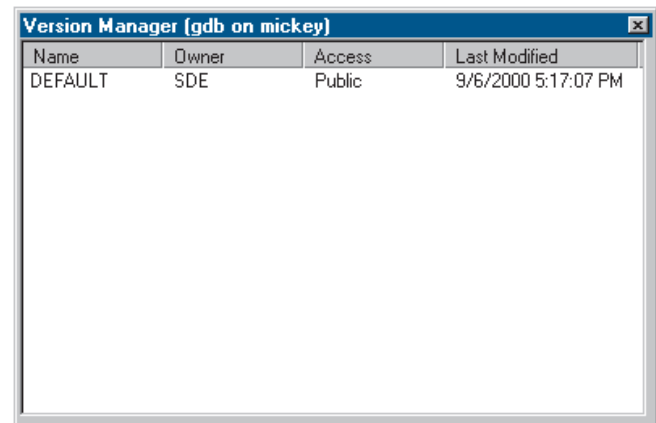 Version Manager (gdb on mickey)
Name Owner Access Last Modified
DEFAULT SDE Public 9/6/2000 5:17:07 PM